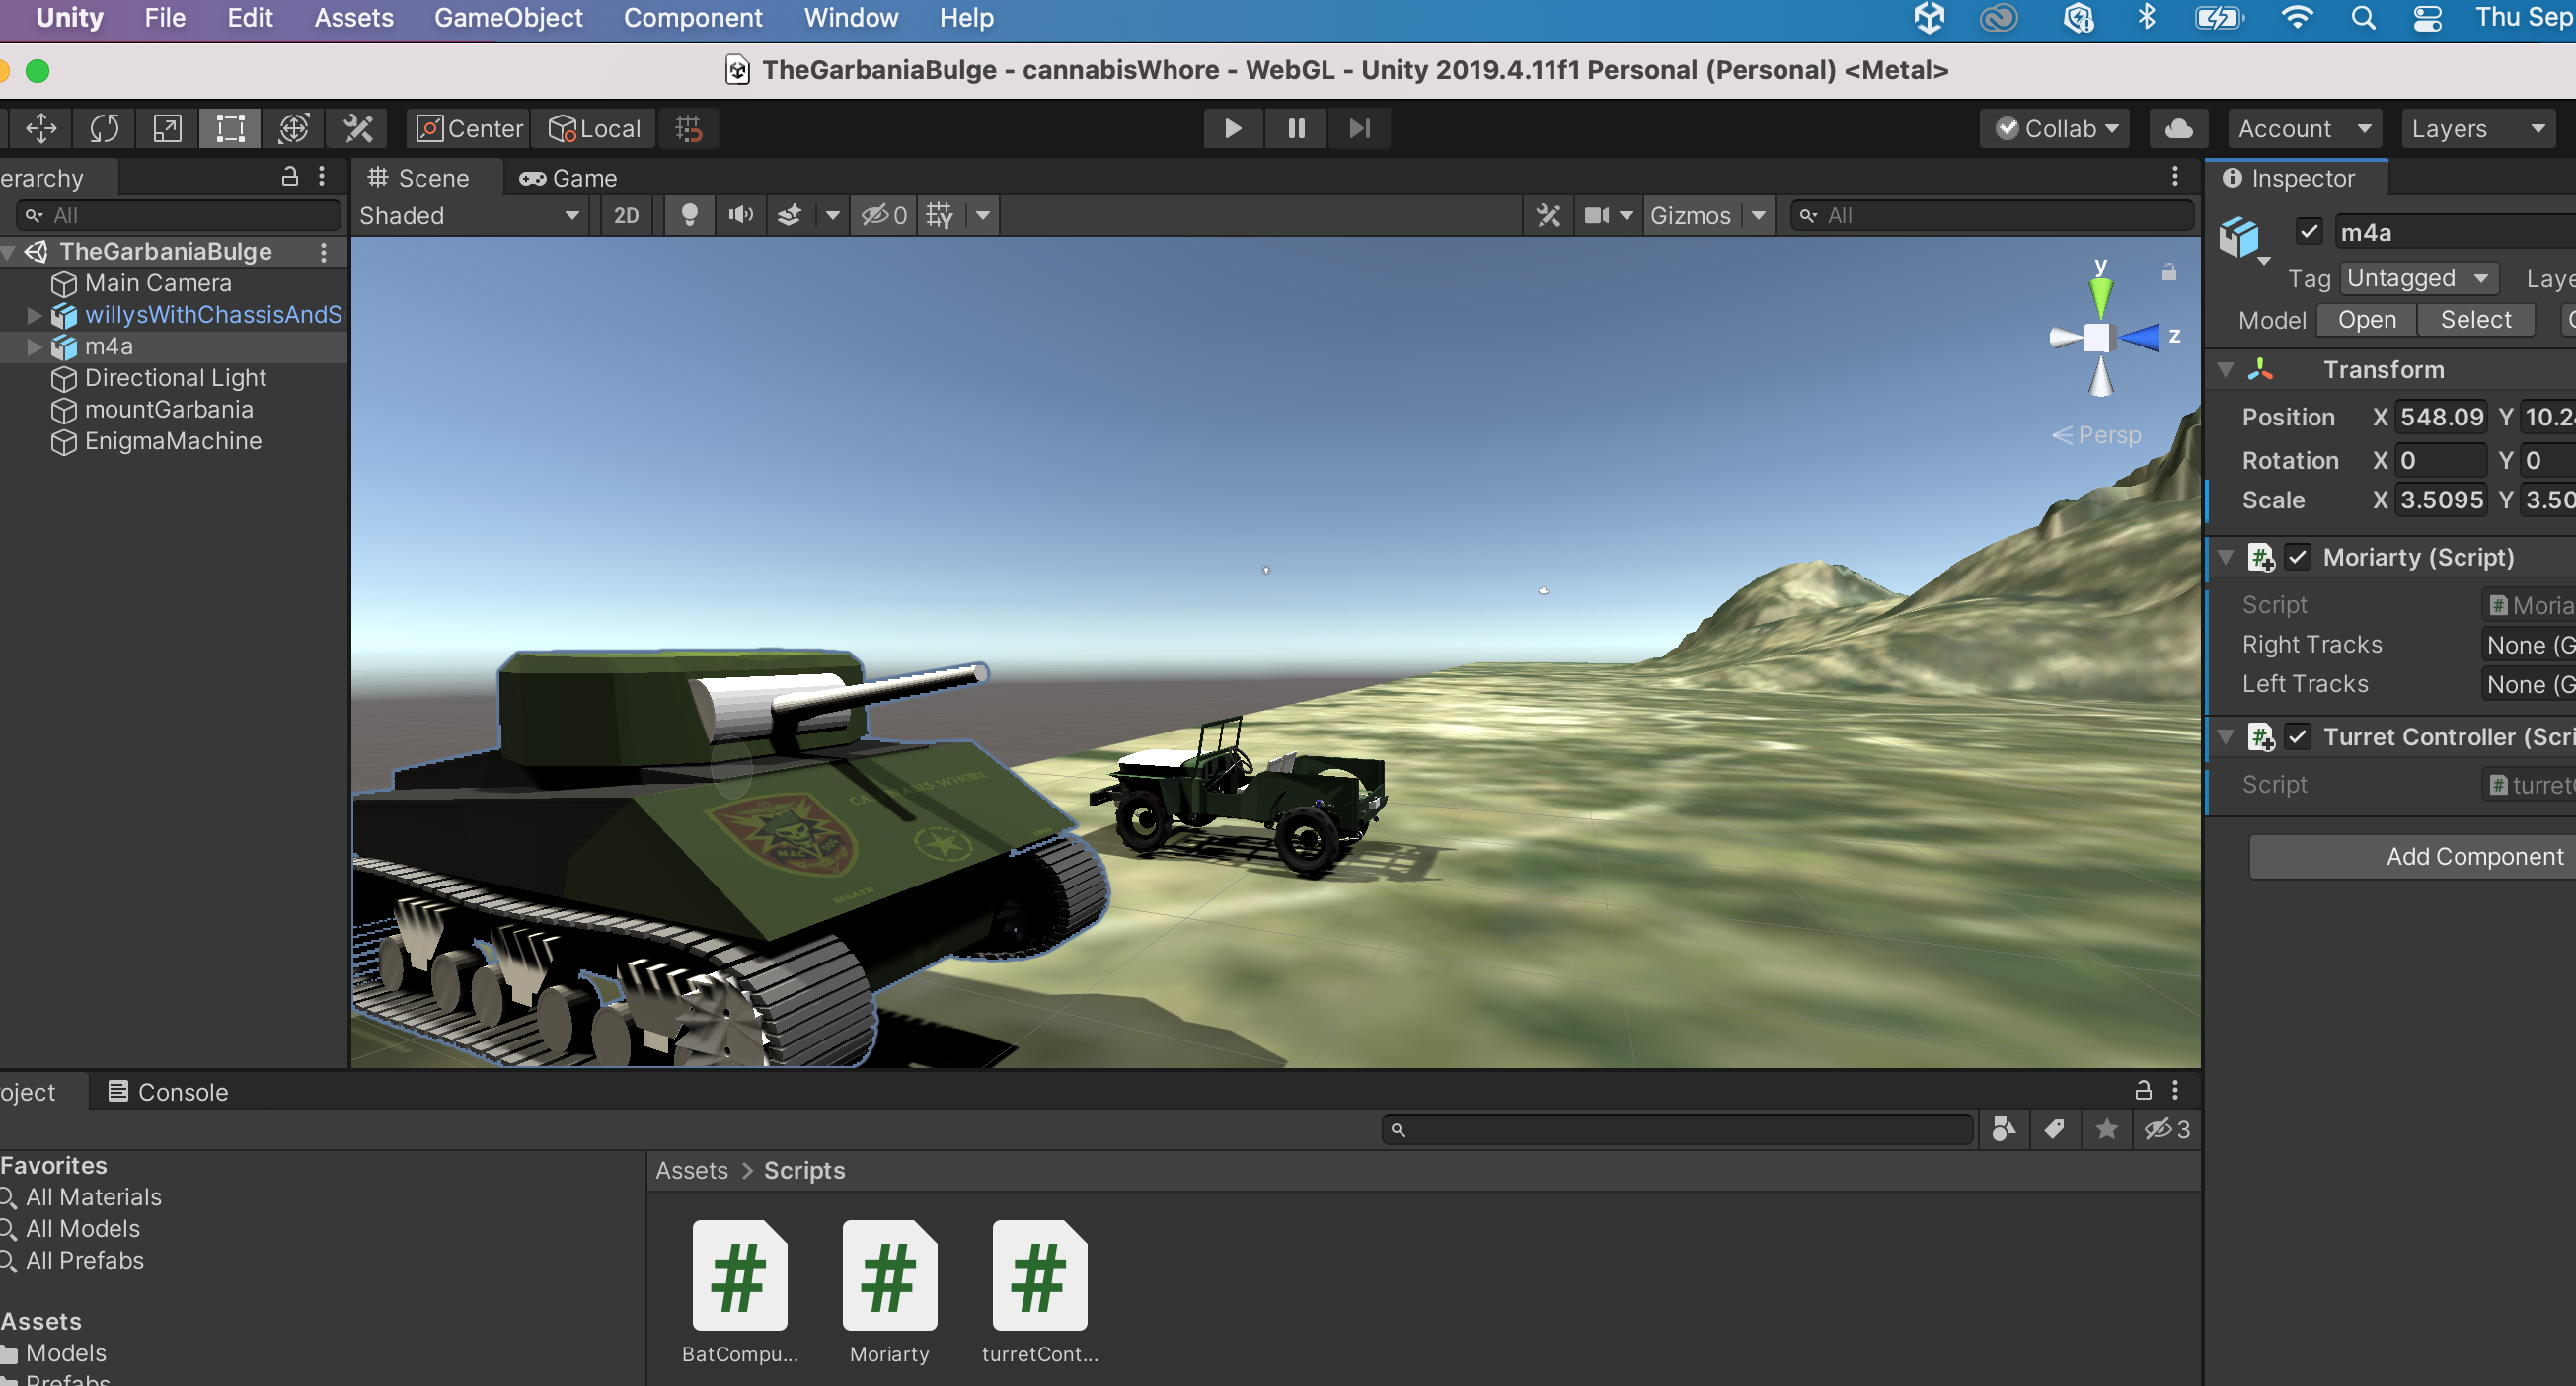 Unity File Edit Assets GameObject Component Window Help Thu Sep
TheGarbaniaBulge - cannabisWhore - WebGL - Unity 2019.4.11f1 Personal (Personal) <Metal>
Center Local Collab Account Layers
erarchy
All
TheGarbaniaBulge
Main Camera
willysWithChassisAndS
m4a
Directional Light
mountGarbania
EnigmaMachine
Scene Game
Shaded 2D 0 Gizmos All
y
z
Persp
CANNABIS WHORE
MAC SOG
Inspector
m4a
Tag Untagged Laye
Model Open Select
Transform
Position X 548.09 Y 10.24
Rotation X 0 Y 0
Scale X 3.5095 Y 3.50
Moriarty (Script)
Script Moria
Right Tracks None (G
Left Tracks None (G
Turret Controller (Scri
Script turret
Add Component
oject Console
3
Favorites
All Materials
All Models
All Prefabs
Assets
Models
Prefabs
Assets > Scripts
BatCompu...
Moriarty
turretCont...